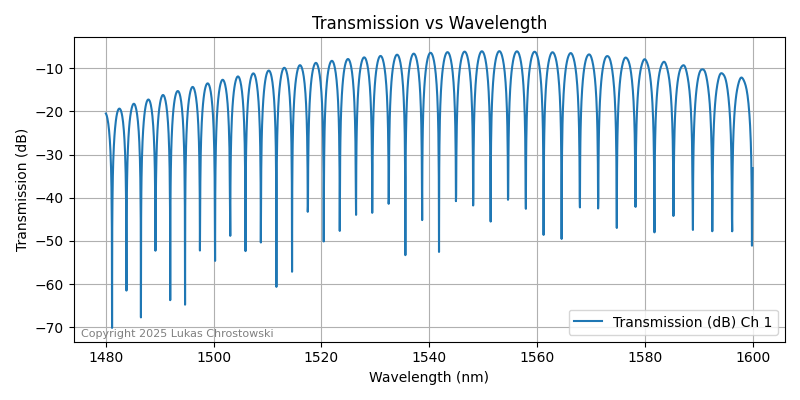 Transmission vs Wavelength
Transmission (dB)
−10
−20
−30
−40
−50
−60
−70
Copyright 2025 Lukas Chrostowski
Transmission (dB) Ch 1
1480 1500 1520 1540 1560 1580 1600
Wavelength (nm)